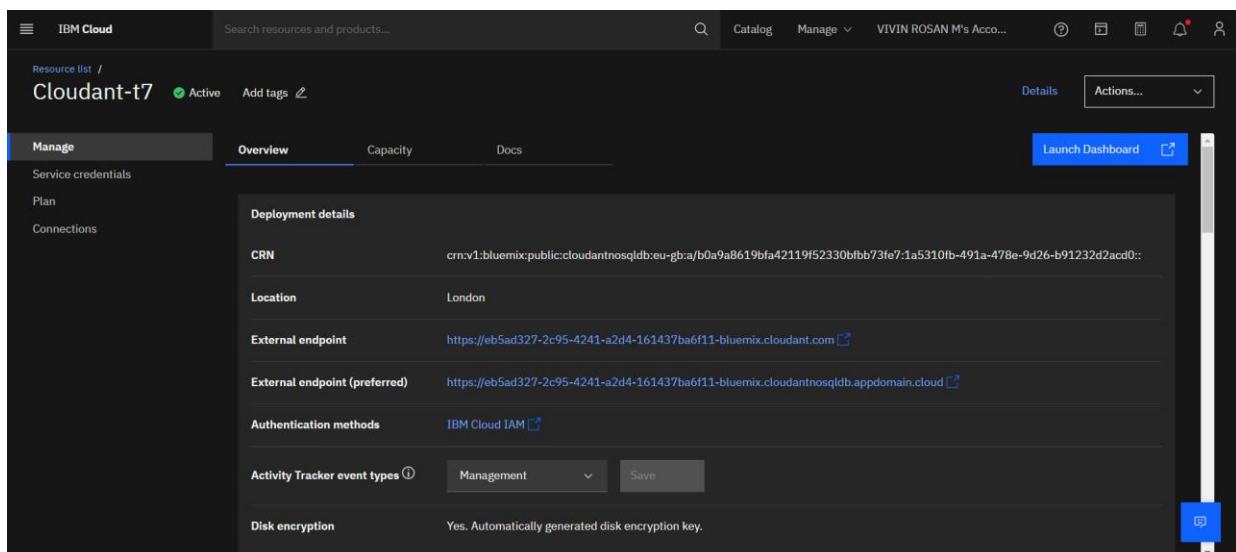 IBM Cloud
Search resources and products...
Catalog
Manage
VIVIN ROSAN M's Acco...
Resource list /
Cloudant-t7
Active
Add tags
Details
Actions...
Manage
Service credentials
Plan
Connections
Overview
Capacity
Docs
Launch Dashboard
Deployment details
CRN
crn:v1:bluemix:public:cloudantnosqldb:eu-gb:a/b0a9a8619bfa42119f52330bfbb73fe7:1a5310fb-491a-478e-9d26-b91232d2acd0::
Location
London
External endpoint
https://eb5ad327-2c95-4241-a2d4-161437ba6f11-bluemix.cloudant.com
External endpoint (preferred)
https://eb5ad327-2c95-4241-a2d4-161437ba6f11-bluemix.cloudantnosqldb.appdomain.cloud
Authentication methods
IBM Cloud IAM
Activity Tracker event types
Management
Save
Disk encryption
Yes. Automatically generated disk encryption key.